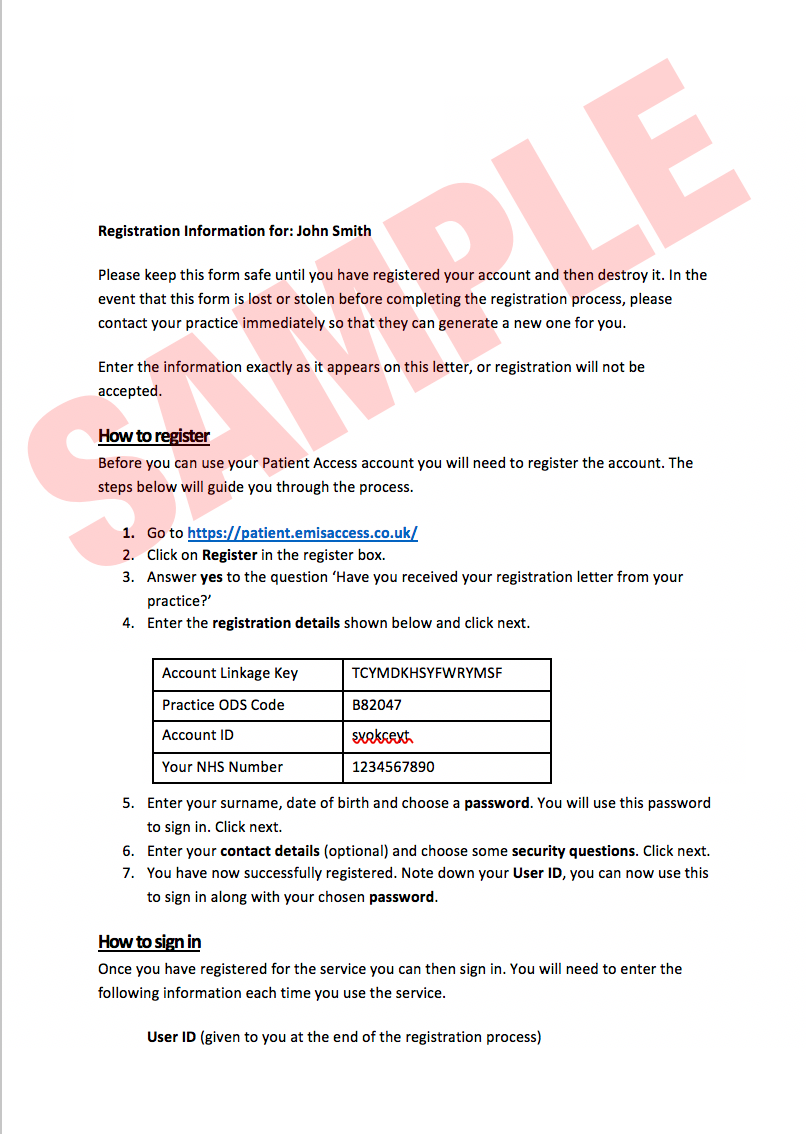 SAMPLE
Registration Information for: John Smith
Please keep this form safe until you have registered your account and then destroy it. In the
event that this form is lost or stolen before completing the registration process, please
contact your practice immediately so that they can generate a new one for you.
Enter the information exactly as it appears on this letter, or registration will not be
accepted.
How to register
Before you can use your Patient Access account you will need to register the account. The
steps below will guide you through the process.
1. Go to https://patient.emisaccess.co.uk/
2. Click on Register in the register box.
3. Answer yes to the question ‘Have you received your registration letter from your
practice?’
4. Enter the registration details shown below and click next.
Account Linkage Key TCYMDKHSYFWRYMSF
Practice ODS Code B82047
Account ID svokceyt
Your NHS Number 1234567890
5. Enter your surname, date of birth and choose a password. You will use this password
to sign in. Click next.
6. Enter your contact details (optional) and choose some security questions. Click next.
7. You have now successfully registered. Note down your User ID, you can now use this
to sign in along with your chosen password.
How to sign in
Once you have registered for the service you can then sign in. You will need to enter the
following information each time you use the service.
User ID (given to you at the end of the registration process)